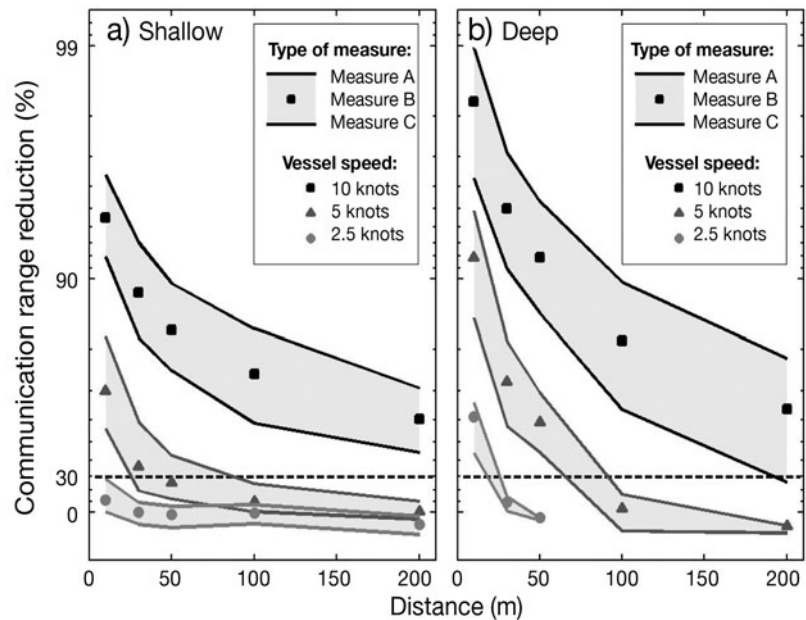 a) Shallow
Type of measure:
Measure A
Measure B
Measure C
Vessel speed:
10 knots
5 knots
2.5 knots
b) Deep
Type of measure:
Measure A
Measure B
Measure C
Vessel speed:
10 knots
5 knots
2.5 knots
Communication range reduction (%)
99
90
30
0
0 50 100 150 200
0 50 100 150 200
Distance (m)